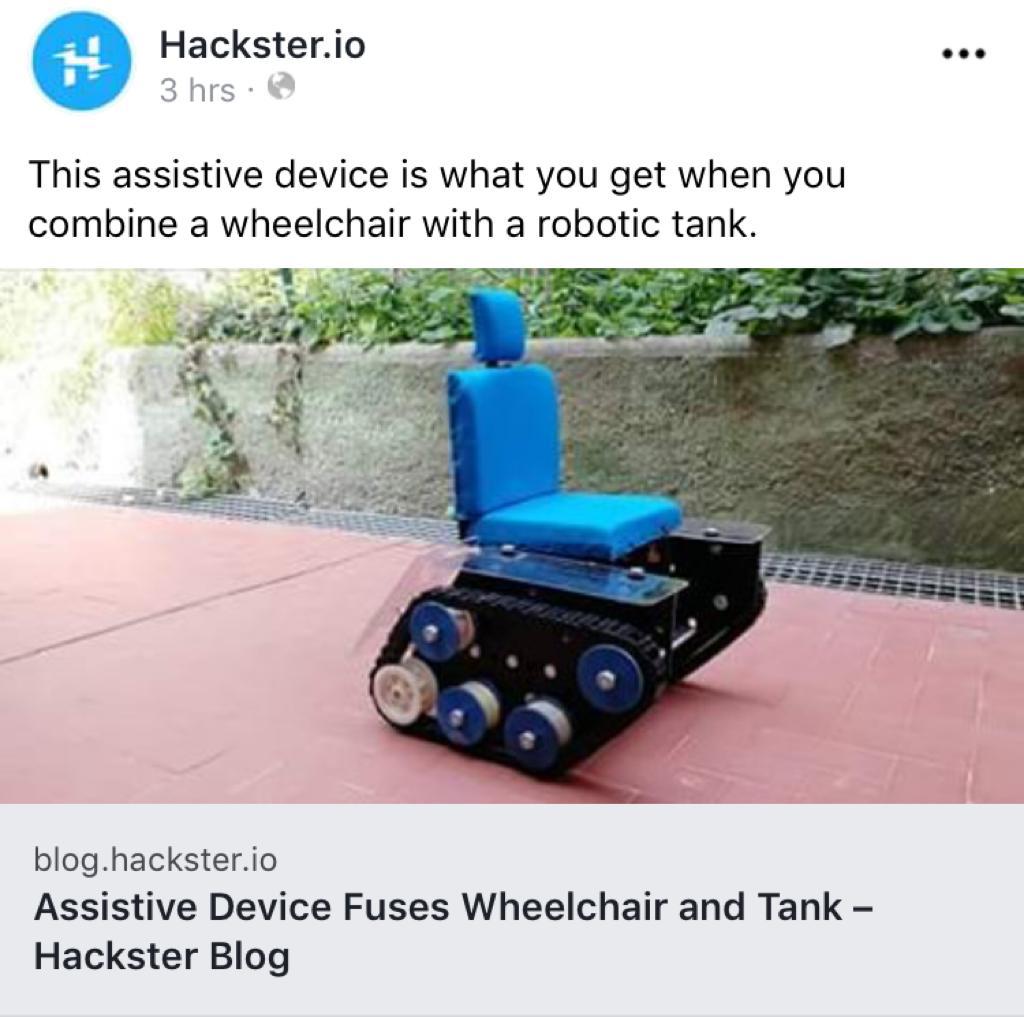 Hackster.io
3 hrs ·
This assistive device is what you get when you
combine a wheelchair with a robotic tank.
blog.hackster.io
Assistive Device Fuses Wheelchair and Tank –
Hackster Blog